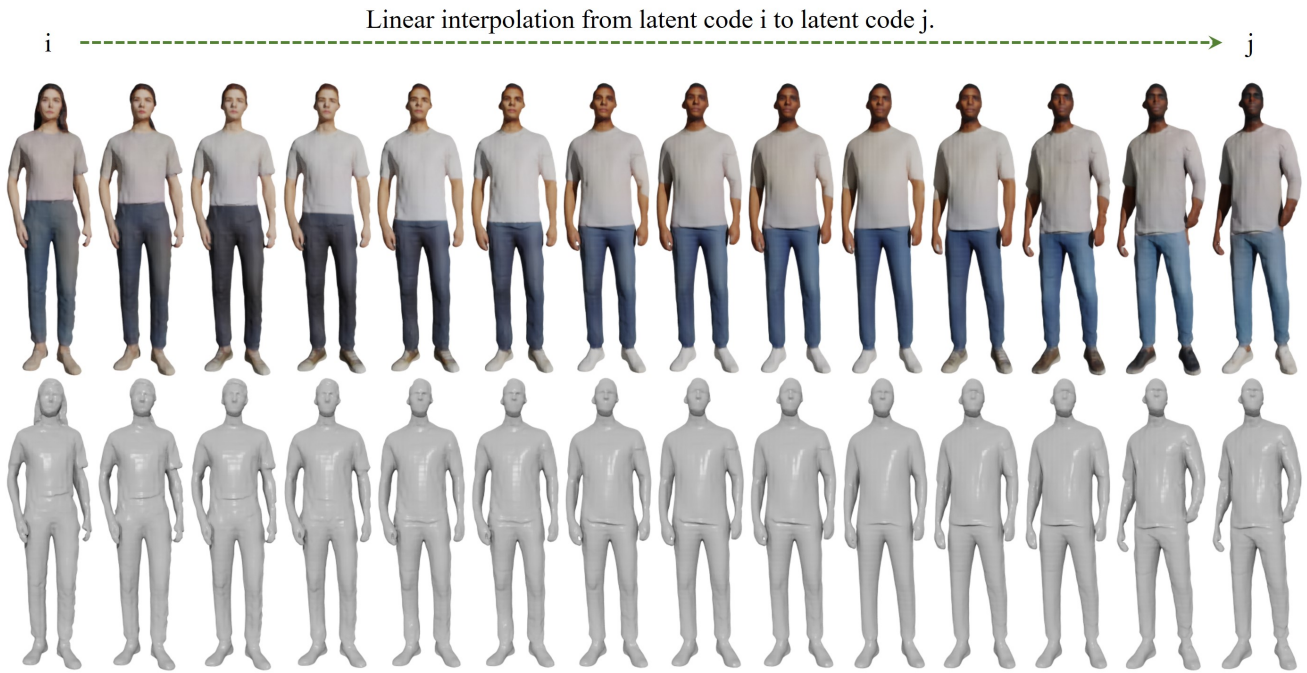 Linear interpolation from latent code i to latent code j.
i
j